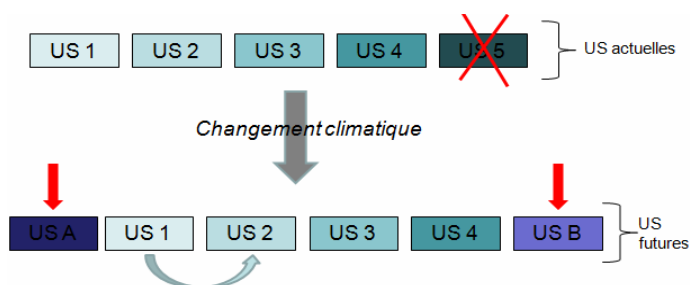 US 1 US 2 US 3 US 4 US 5 US actuelles
Changement climatique
US A US 1 US 2 US 3 US 4 US B US
futures